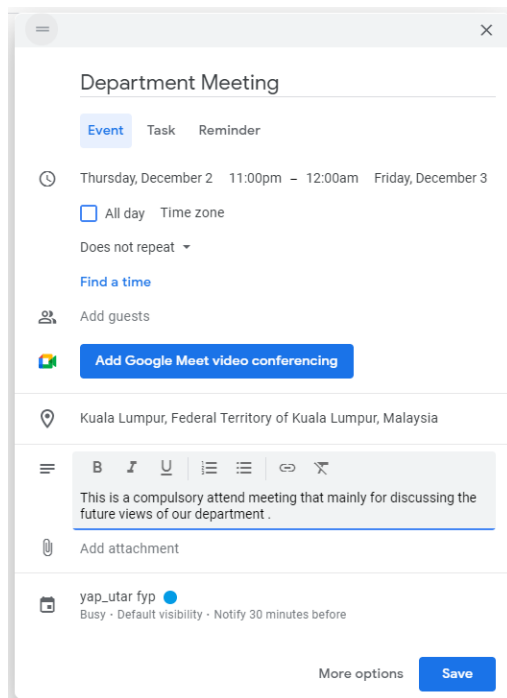 Department Meeting
Event Task Reminder
Thursday, December 2 11:00pm – 12:00am Friday, December 3
All day Time zone
Does not repeat
Find a time
Add guests
Add Google Meet video conferencing
Kuala Lumpur, Federal Territory of Kuala Lumpur, Malaysia
B I U
This is a compulsory attend meeting that mainly for discussing the
future views of our department .
Add attachment
yap_utar fyp
Busy · Default visibility · Notify 30 minutes before
More options Save